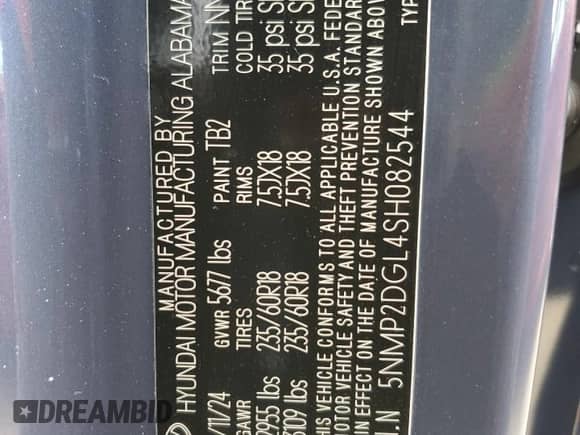 MANUFACTURED BY
HYUNDAI MOTOR MANUFACTURING ALABAMA
/11/24 GVWR 5677 lbs PAINT TB2 TRIM NN
GAWR TIRES RIMS COLD TIR
2955 lbs 235/60R18 7.5JX18 35 psi S
3109 lbs 235/60R18 7.5JX18 35 psi S
THIS VEHICLE CONFORMS TO ALL APPLICABLE U.S.A. FEDE
MOTOR VEHICLE SAFETY AND THEFT PREVENTION STANDAR
IN EFFECT ON THE DATE OF MANUFACTURE SHOWN ABOVE
I.N 5NMP2DGL4SH082544 TYP
DREAMBID